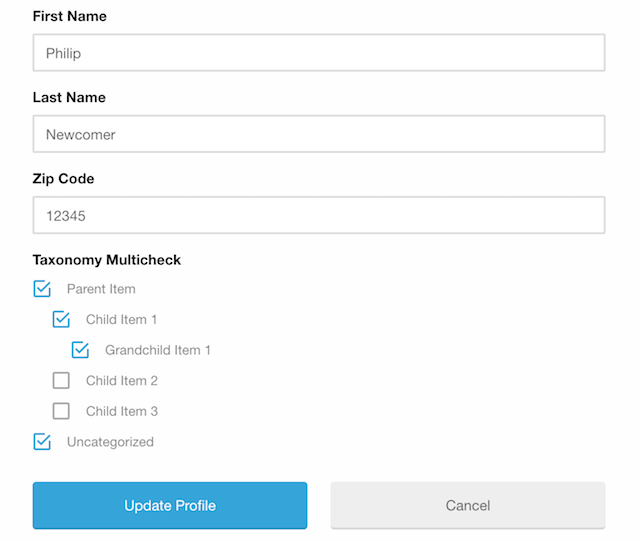 First Name
Philip
Last Name
Newcomer
Zip Code
12345
Taxonomy Multicheck
Parent Item
Child Item 1
Grandchild Item 1
Child Item 2
Child Item 3
Uncategorized
Update Profile Cancel